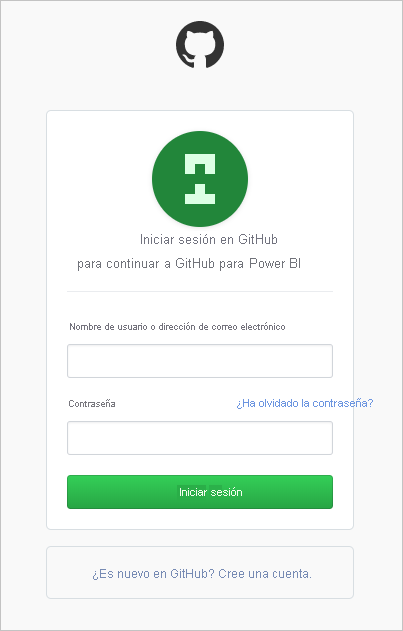 Iniciar sesión en GitHub
para continuar a GitHub para Power BI
Nombre de usuario o dirección de correo electrónico
Contraseña ¿Ha olvidado la contraseña?
Iniciar sesión
¿Es nuevo en GitHub? Cree una cuenta.